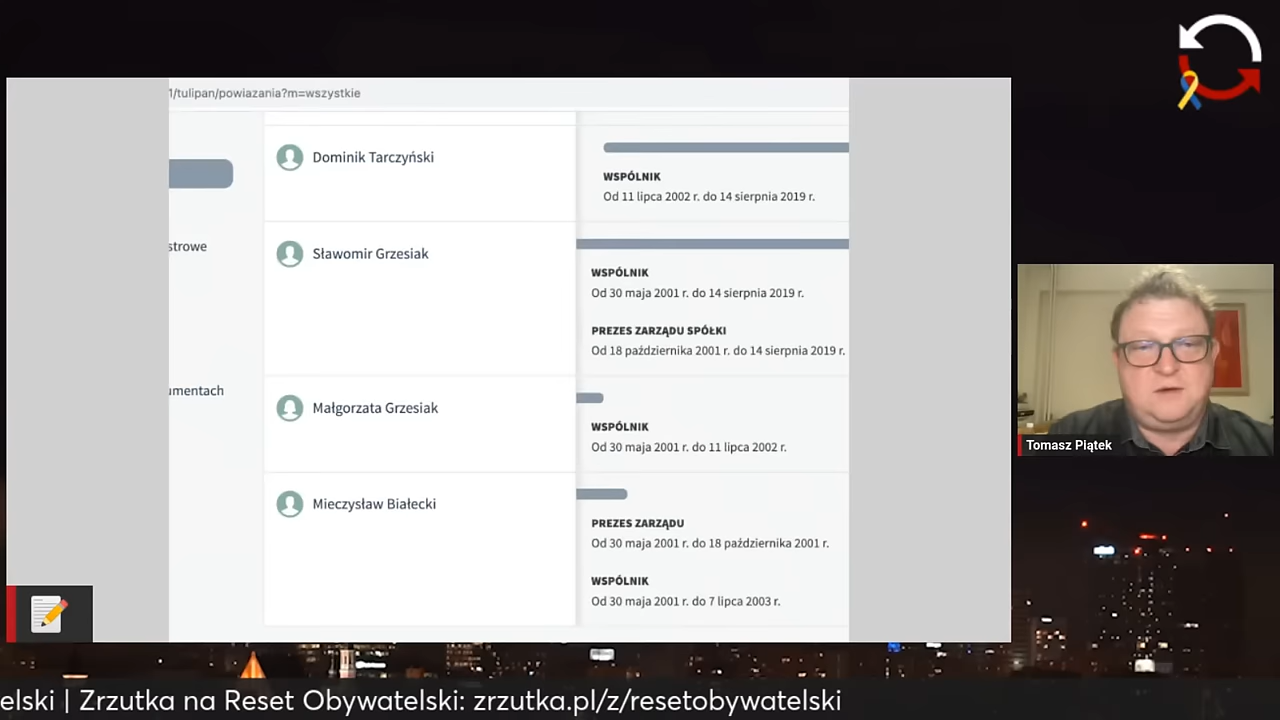 1/tulipan/powiazania?m=wszystkie
Dominik Tarczyński
WSPÓLNIK
Od 11 lipca 2002 r. do 14 sierpnia 2019 r.
strowe
Sławomir Grzesiak
WSPÓLNIK
Od 30 maja 2001 r. do 14 sierpnia 2019 r.
PREZES ZARZĄDU SPÓŁKI
Od 18 października 2001 r. do 14 sierpnia 2019 r.
umentach
Małgorzata Grzesiak
WSPÓLNIK
Od 30 maja 2001 r. do 11 lipca 2002 r.
Mieczysław Białecki
PREZES ZARZĄDU
Od 30 maja 2001 r. do 18 października 2001 r.
WSPÓLNIK
Od 30 maja 2001 r. do 7 lipca 2003 r.
Tomasz Piątek
elski | Zrzutka na Reset Obywatelski: zrzutka.pl/z/resetobywatelski